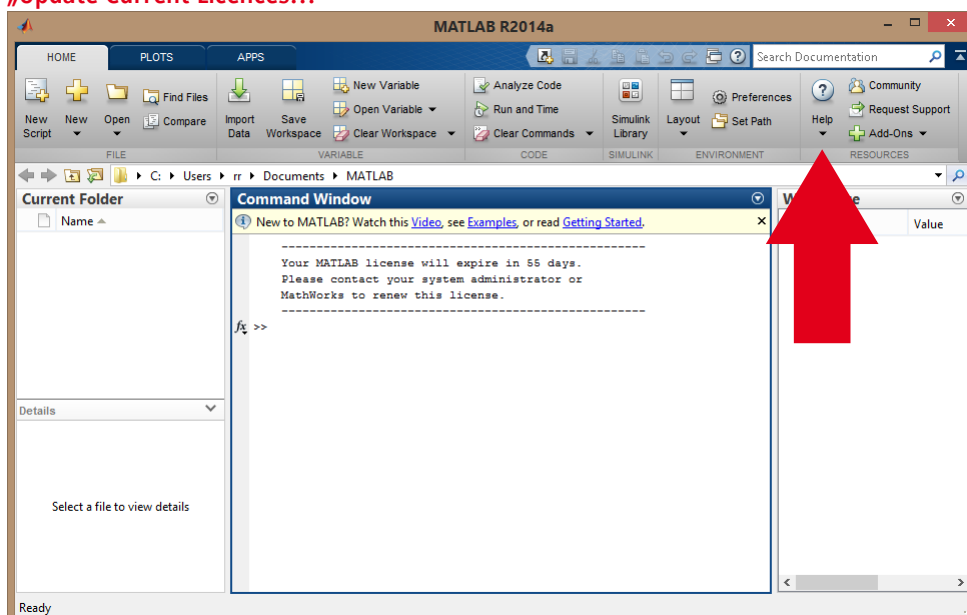 „Update Current Licences...
MATLAB R2014a
HOME PLOTS APPS Search Documentation
New Script New Open Find Files Compare
FILE
Import Data Save Workspace New Variable Open Variable Clear Workspace
VARIABLE
Analyze Code Run and Time Clear Commands
CODE
Simulink Library
SIMULINK
Layout Preferences Set Path
ENVIRONMENT
Help Community Request Support Add-Ons
RESOURCES
C: Users rr Documents MATLAB
Current Folder
Name
Details
Select a file to view details
Command Window
New to MATLAB? Watch this Video, see Examples, or read Getting Started.
----------------------------------------------------
Your MATLAB license will expire in 55 days.
Please contact your system administrator or
MathWorks to renew this license.
----------------------------------------------------
fx >>
Value
Ready